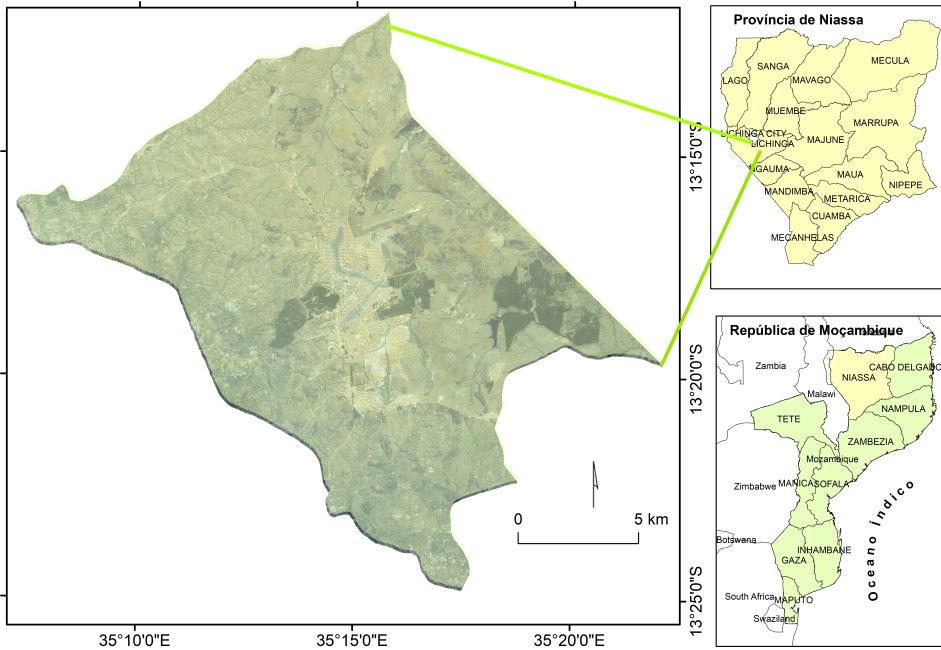 Província de Niassa
MECULA
SANGA
LAGO
MAVAGO
MUEMBE
MARRUPA
LICHINGA CITY
MAJUNE
LICHINGA
NGAUMA
MAUA
NIPEPE
MANDIMBA
METARICA
CUAMBA
MECANHELAS
República de Moçambique
Zambia
CABO DELGADO
NIASSA
Malawi
NAMPULA
TETE
ZAMBEZIA
Mozambique
Zimbabwe
MANICA
SOFALA
Oceano Índico
Botswana
INHAMBANE
GAZA
South Africa
MAPUTO
Swaziland
0 5 km
13°15'0"S
13°20'0"S
13°25'0"S
35°10'0"E 35°15'0"E 35°20'0"E